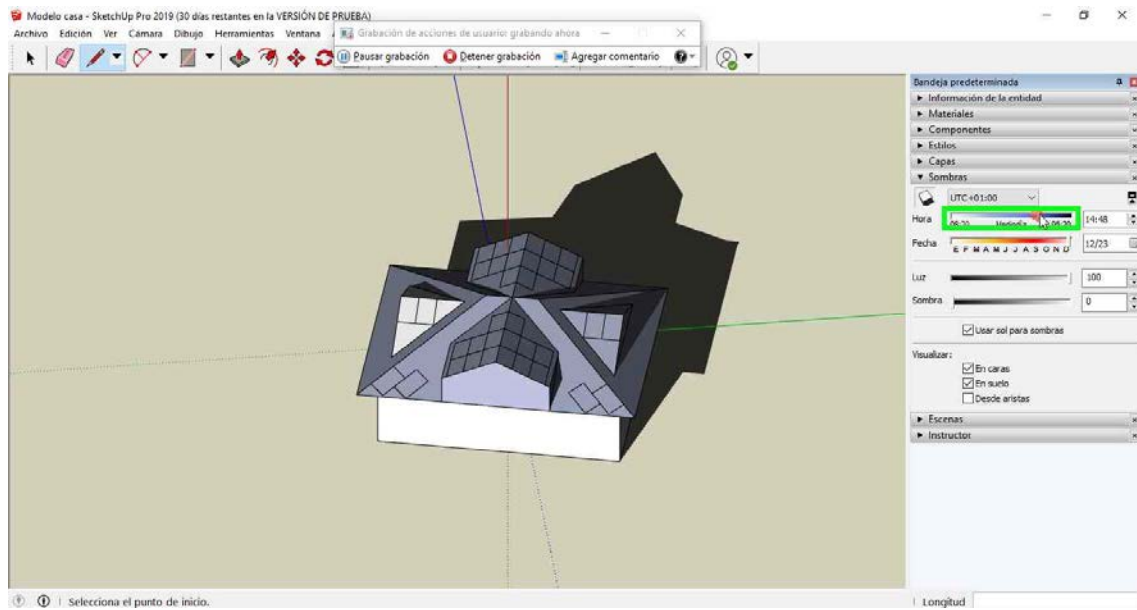 Modelo casa - SketchUp Pro 2019 (30 días restantes en la VERSIÓN DE PRUEBA)
Archivo Edición Ver Cámara Dibujo Herramientas Ventana
Grabación de acciones de usuario: grabando ahora
Pausar grabación Detener grabación Agregar comentario
Bandeja predeterminada
Información de la entidad
Materiales
Componentes
Estilos
Capas
Sombras
UTC+01:00
Hora 14:48
Fecha E F M A M J J A S O N D 12/23
Luz 100
Sombra 0
Usar sol para sombras
Visualizar:
En caras
En suelo
Desde aristas
Escenas
Instructor
Selecciona el punto de inicio.
Longitud